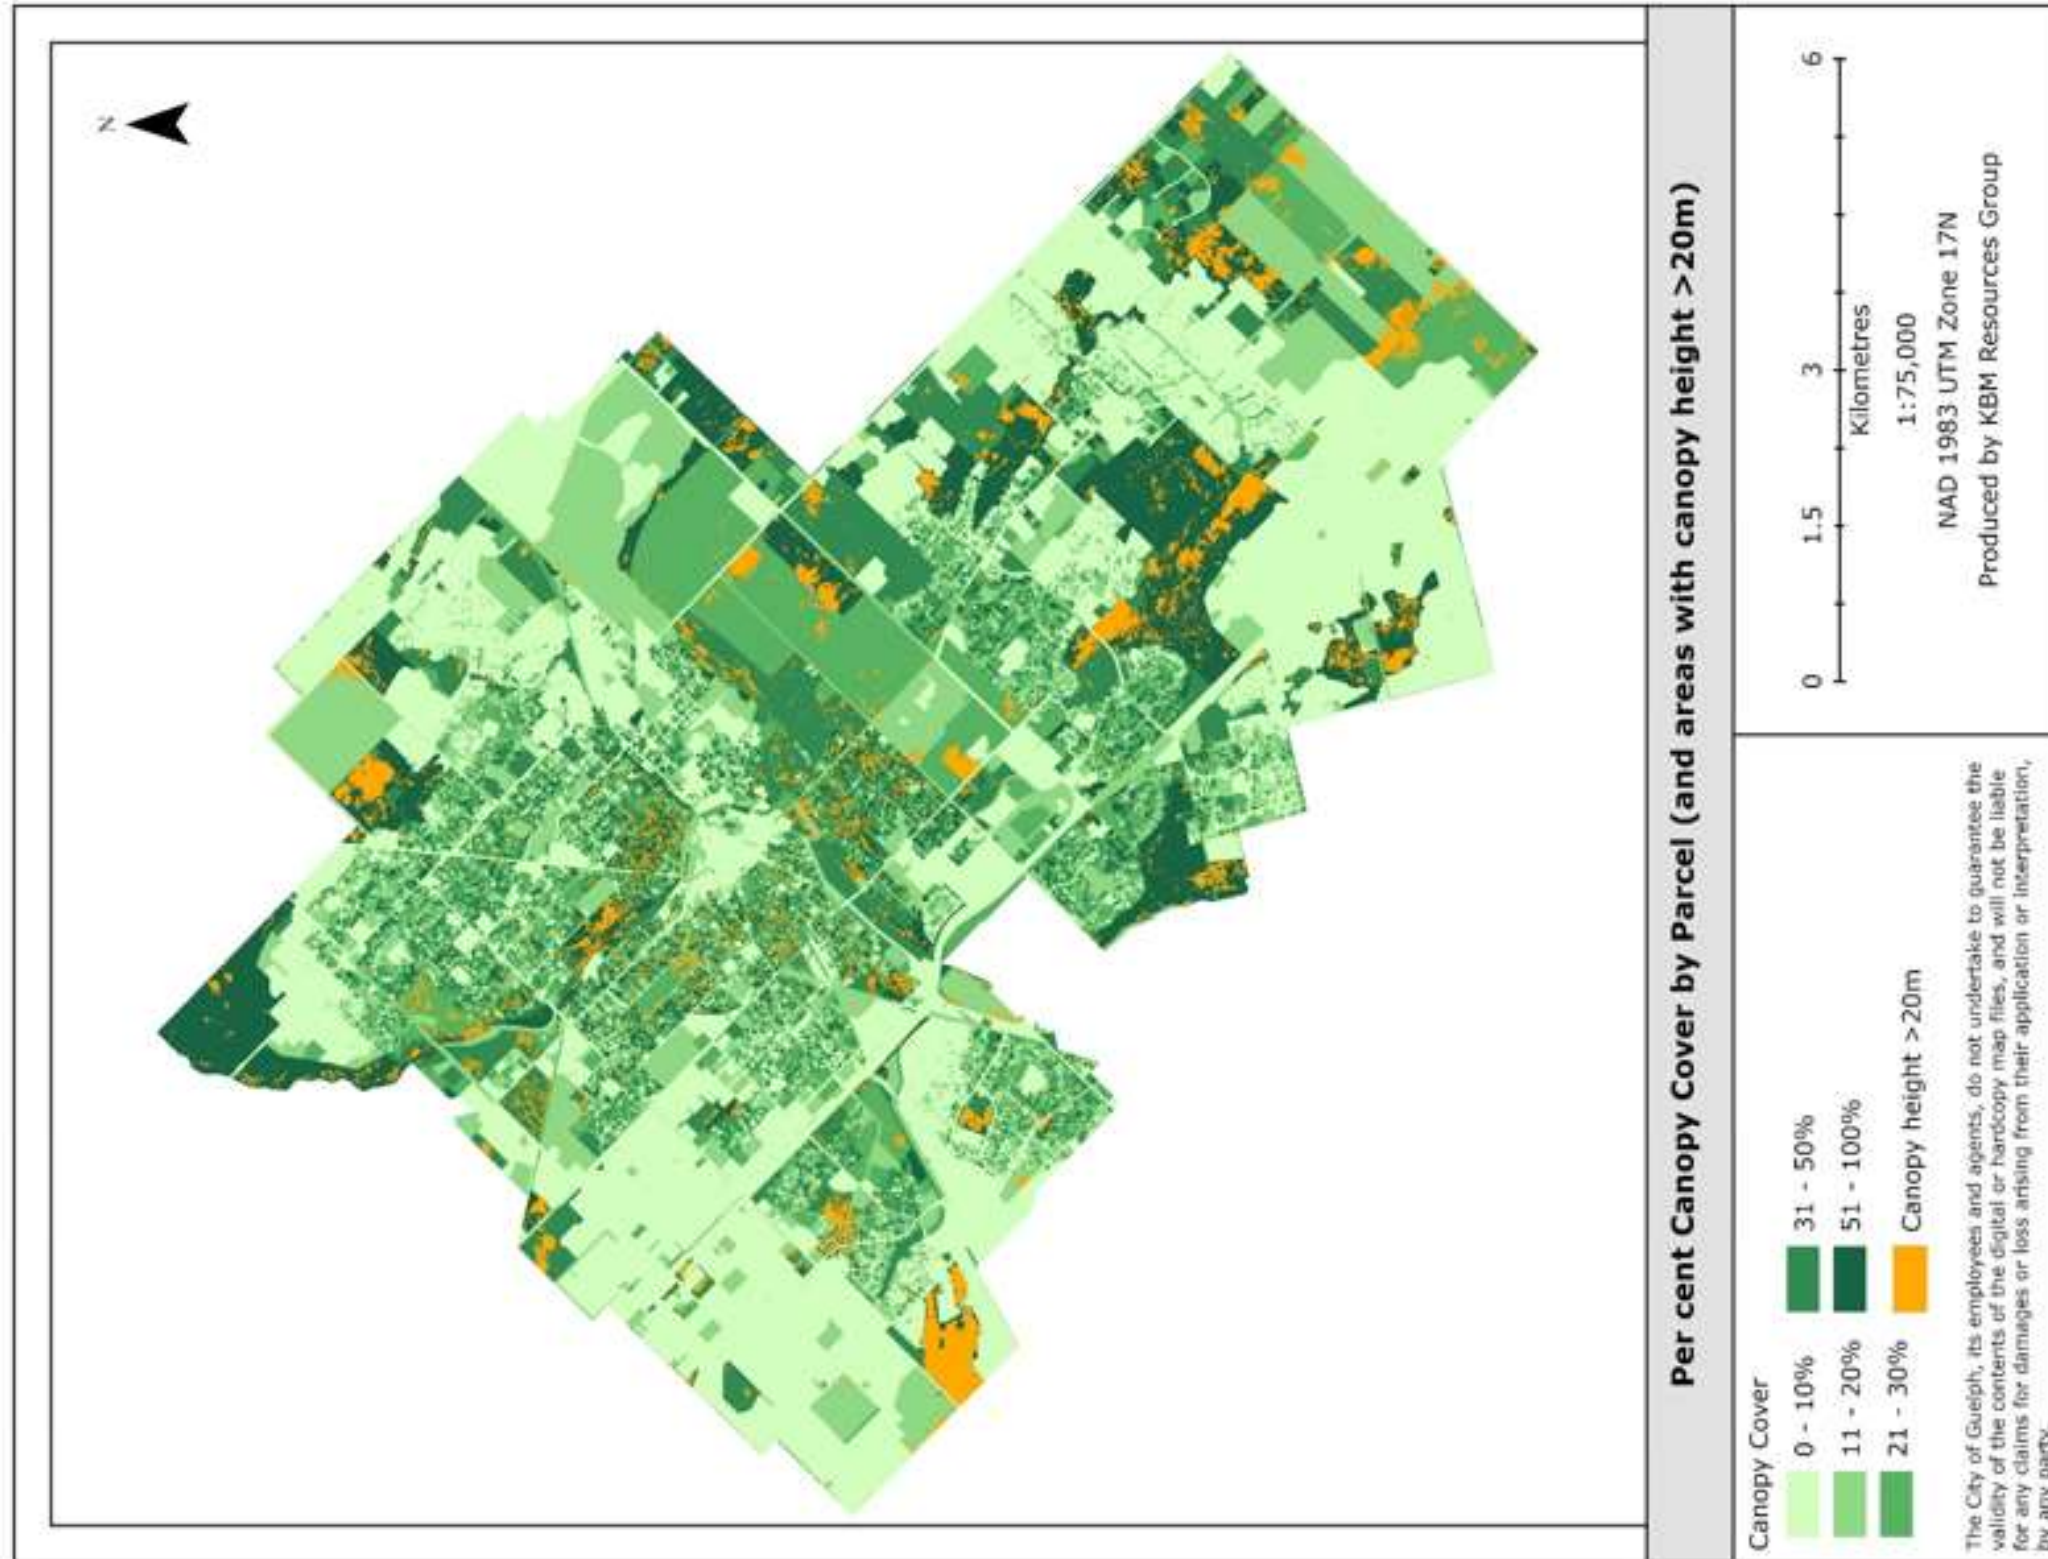 N
Per cent Canopy Cover by Parcel (and areas with canopy height >20m)
Canopy Cover
0 - 10%
11 - 20%
21 - 30%
31 - 50%
51 - 100%
Canopy height >20m
The City of Guelph, its employees and agents, do not undertake to guarantee the
validity of the contents of the digital or hardcopy map files, and will not be liable
for any claims for damages or loss arising from their application or interpretation,
by any party.
0 1.5 3 6
Kilometres
1:75,000
NAD 1983 UTM Zone 17N
Produced by KBM Resources Group